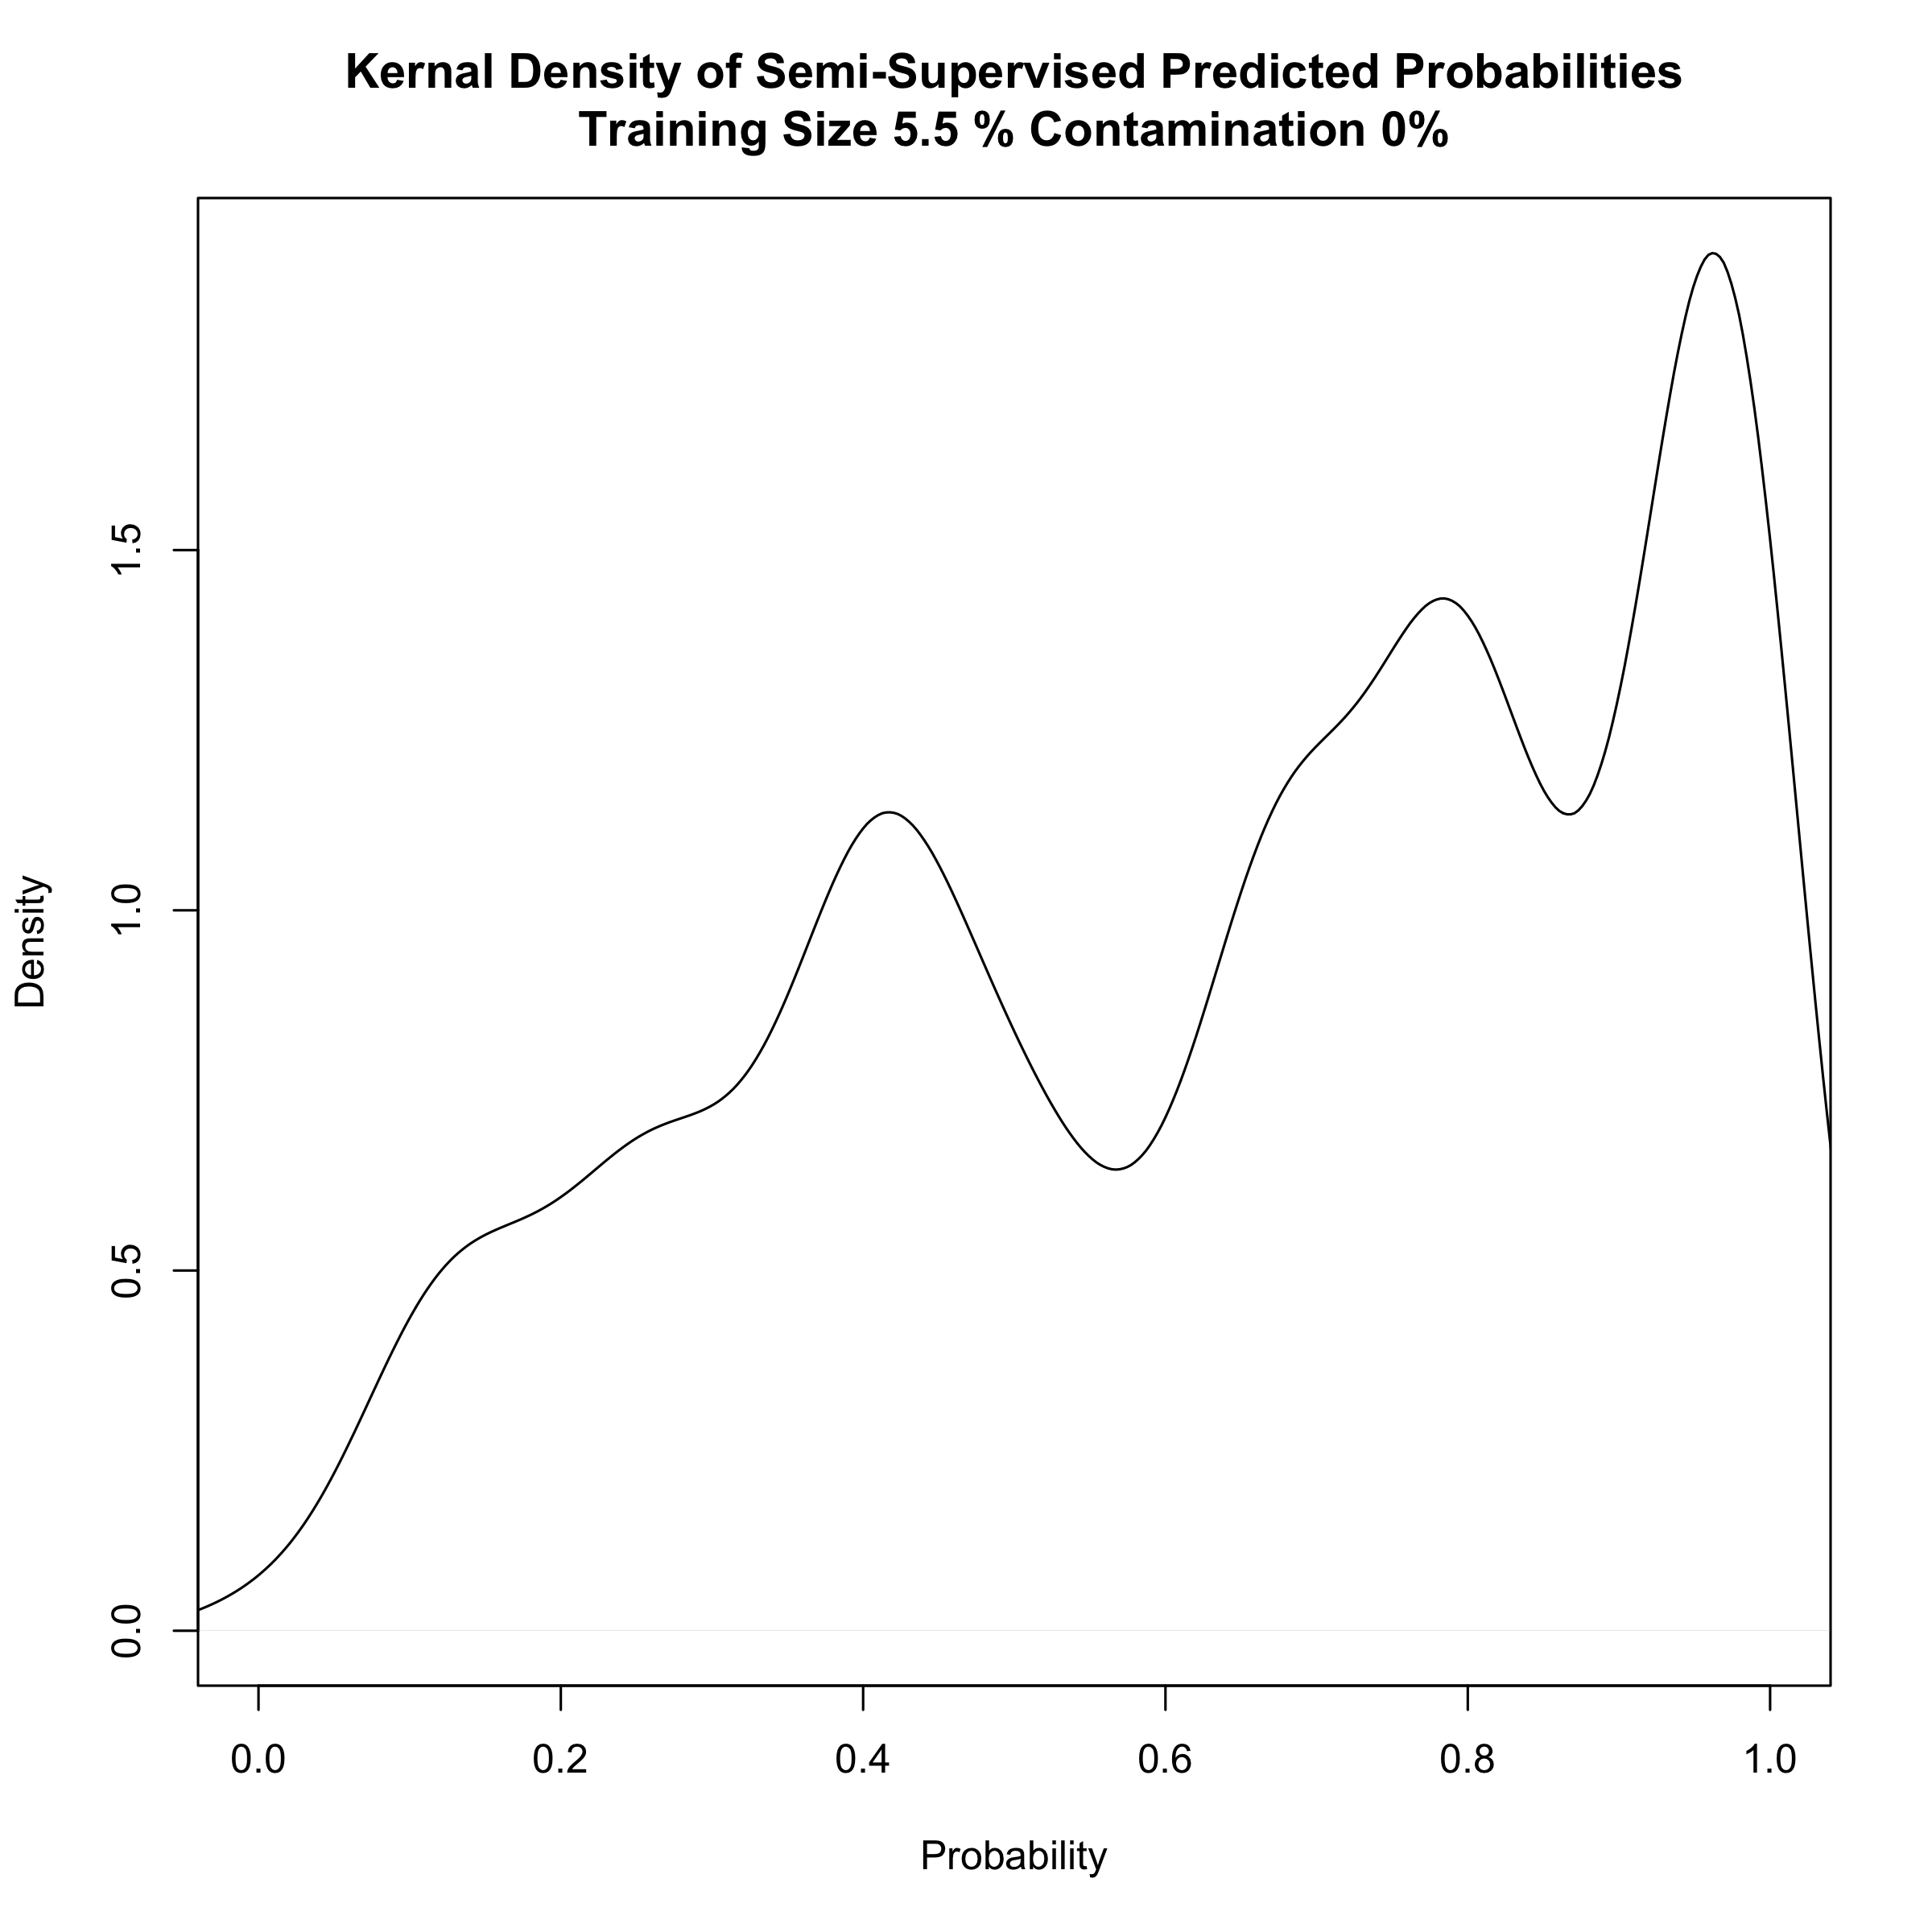 Kernal Density of Semi-Supervised Predicted Probabilities
Training Size 5.5 % Contamination 0%
Density
1.5
1.0
0.5
0.0
0.0 0.2 0.4 0.6 0.8 1.0
Probability